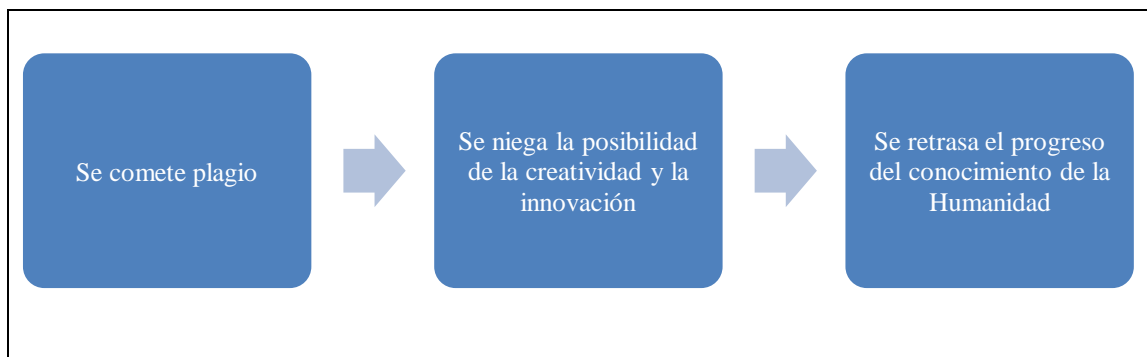 Se comete plagio
Se niega la posibilidad
de la creatividad y la
innovación
Se retrasa el progreso
del conocimiento de la
Humanidad